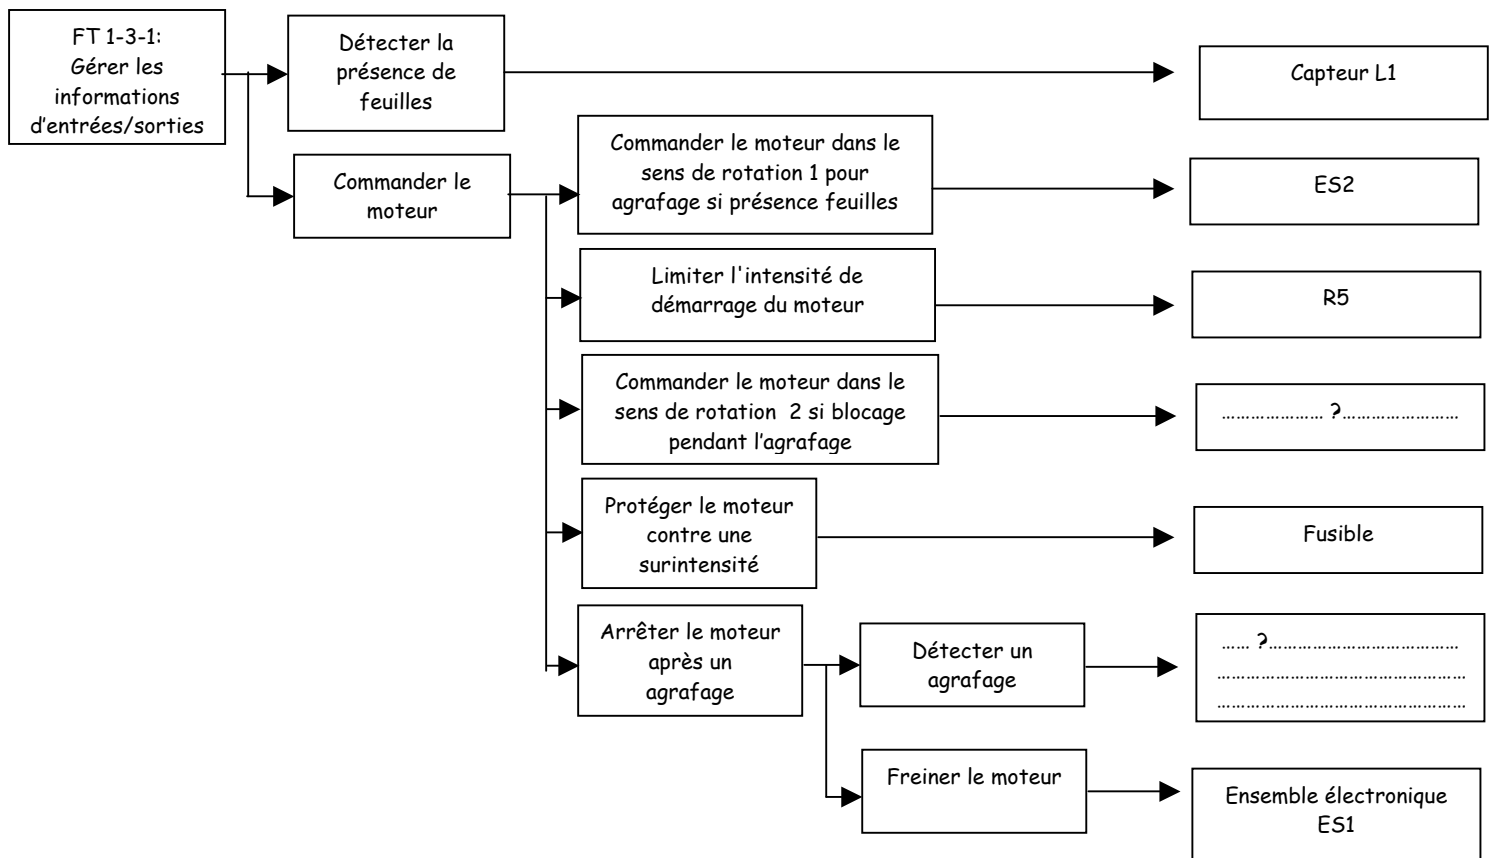 FT 1-3-1:
Gérer les
informations
d'entrées/sorties
Détecter la
présence de
feuilles
Capteur L1
Commander le
moteur
Commander le moteur dans le
sens de rotation 1 pour
agrafage si présence feuilles
ES2
Limiter l'intensité de
démarrage du moteur
R5
Commander le moteur dans le
sens de rotation 2 si blocage
pendant l'agrafage
………………… ?……………………
Protéger le moteur
contre une
surintensité
Fusible
Arrêter le moteur
après un
agrafage
Détecter un
agrafage
…… ?…………………………………
……………………………………………
……………………………………………
Freiner le moteur
Ensemble électronique
ES1